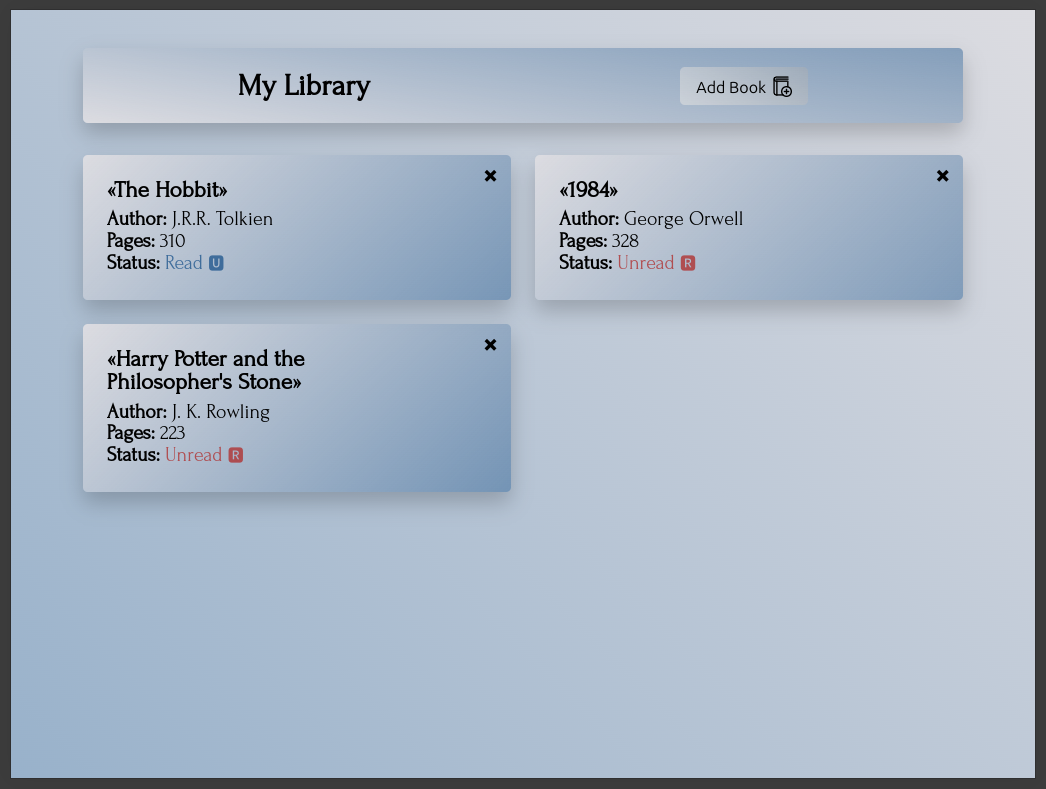 My Library
Add Book
«The Hobbit»
Author: J.R.R. Tolkien
Pages: 310
Status: Read U
«1984»
Author: George Orwell
Pages: 328
Status: Unread R
«Harry Potter and the
Philosopher's Stone»
Author: J. K. Rowling
Pages: 223
Status: Unread R